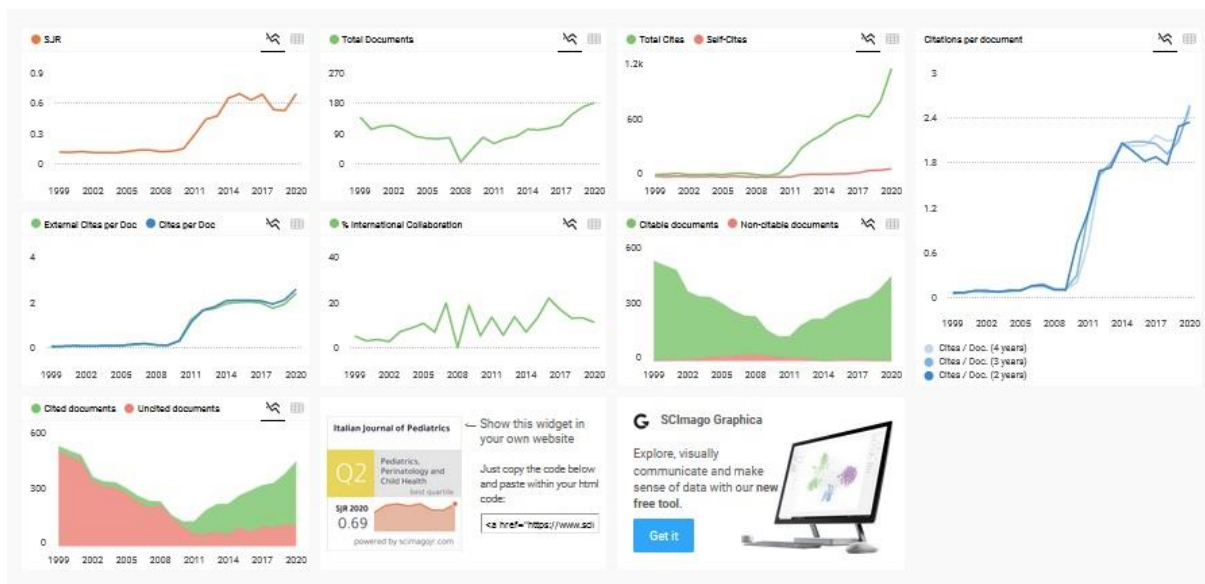 SJR
0.9
0.6
0.3
0
1999 2002 2005 2008 2011 2014 2017 2020
Total Documents
270
180
90
0
1999 2002 2005 2008 2011 2014 2017 2020
Total Cites Self-Cites
1.2k
600
0
1999 2002 2005 2008 2011 2014 2017 2020
Citations per document
3
2.4
1.8
1.2
0.6
0
1999 2002 2005 2008 2011 2014 2017 2020
Cites / Doc. (4 years)
Cites / Doc. (3 years)
Cites / Doc. (2 years)
External Cites per Doc Cites per Doc
4
2
0
1999 2002 2005 2008 2011 2014 2017 2020
% International Collaboration
40
20
0
1999 2002 2005 2008 2011 2014 2017 2020
Citable documents Non-citable documents
600
300
0
1999 2002 2005 2008 2011 2014 2017 2020
Cited documents Uncited documents
600
300
0
1999 2002 2005 2008 2011 2014 2017 2020
Italian Journal of Pediatrics
Q2
Pediatrics,
Perinatology and
Child Health
best quartile
SJR 2020
0.69
powered by scimagojr.com
Show this widget in
your own website
Just copy the code below
and paste within your html
code:
<a href="https://www.sci
G SCImago Graphica
Explore, visually
communicate and make
sense of data with our new
free tool.
Get it